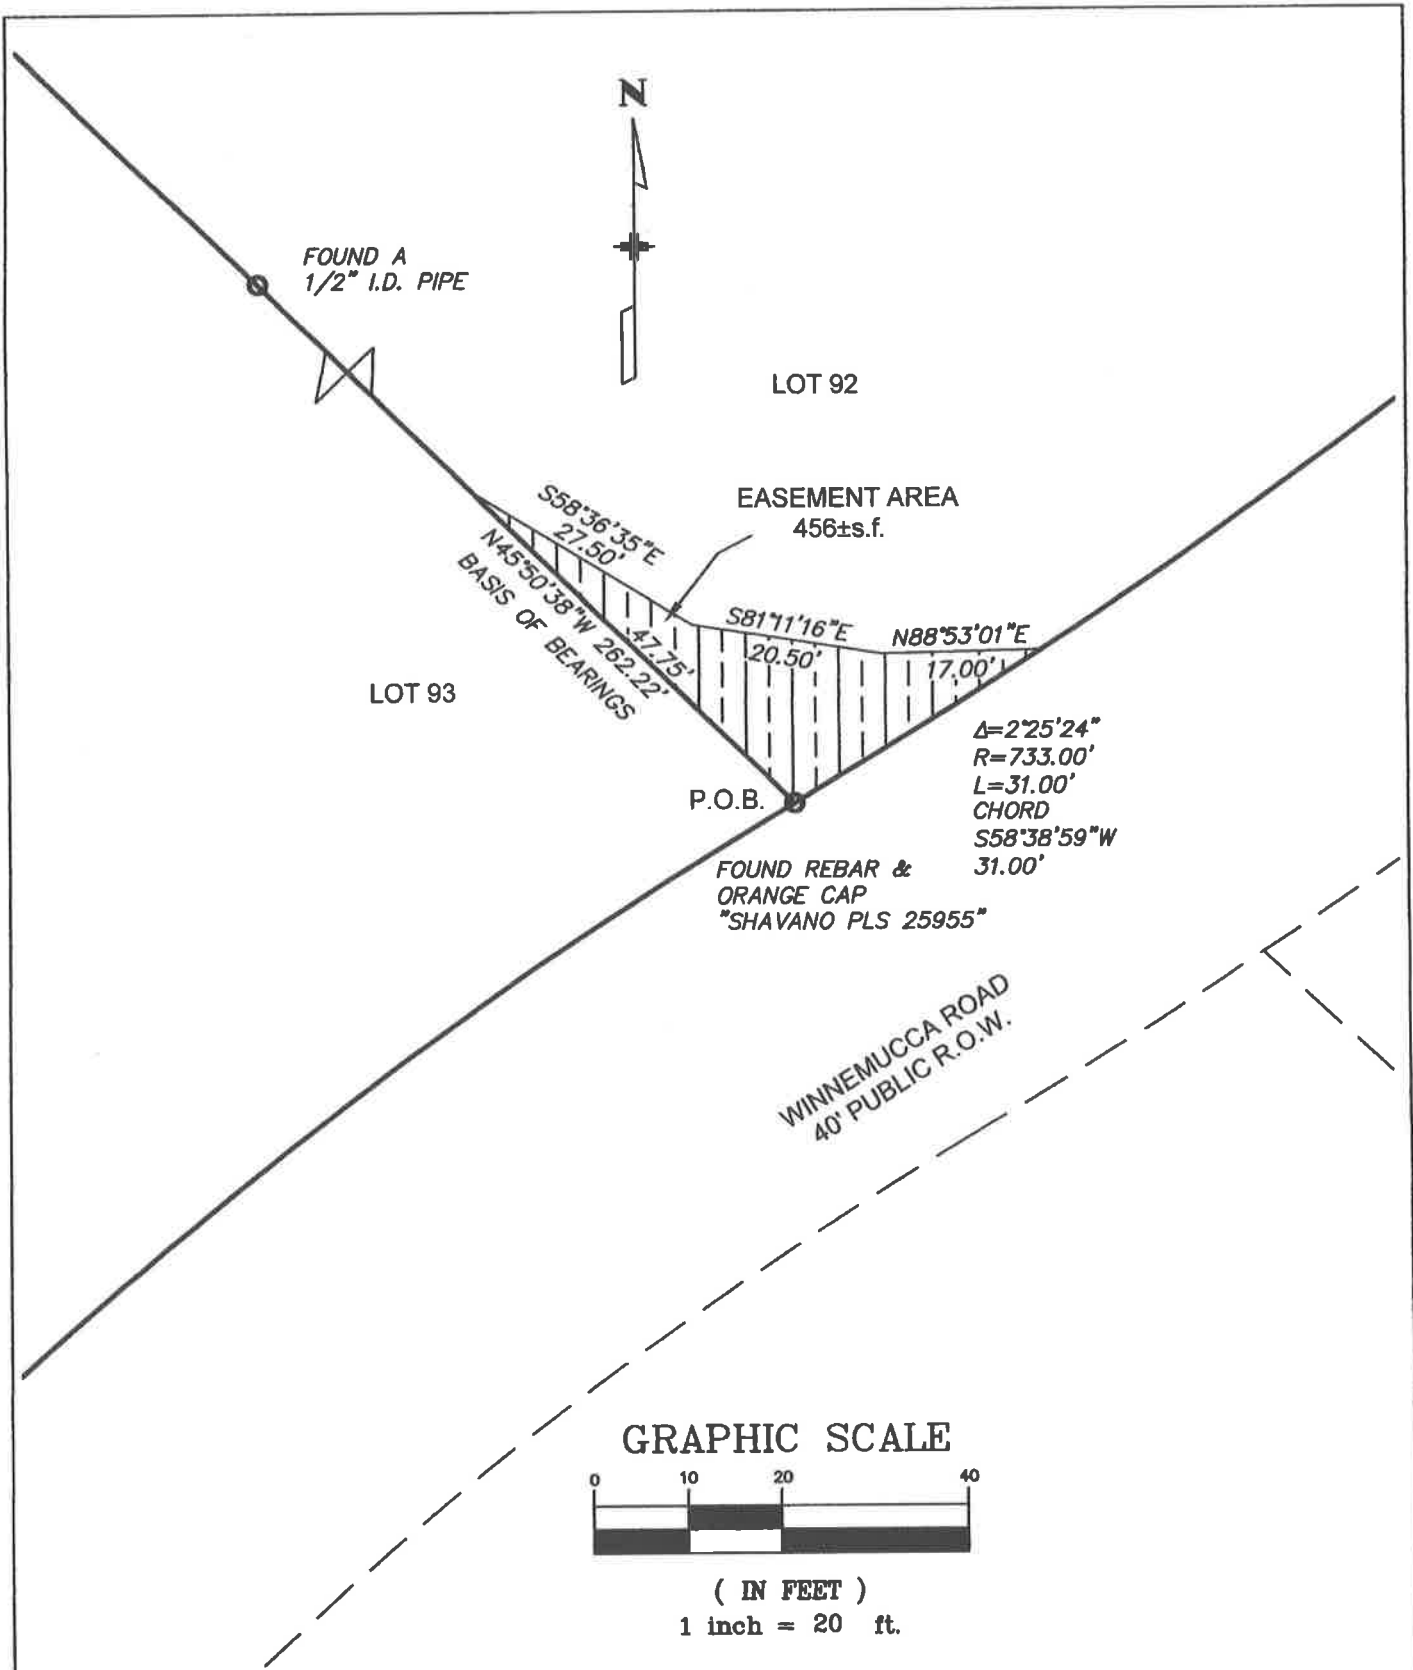 N
FOUND A
1/2" I.D. PIPE
LOT 92
EASEMENT AREA
456±s.f.
S58°36'35"E
27.50'
N45°50'38"W 262.22'
47.75'
BASIS OF BEARINGS
S81°11'16"E
20.50'
N88°53'01"E
17.00'
LOT 93
Δ=2°25'24"
R=733.00'
L=31.00'
CHORD
S58°38'59"W
31.00'
P.O.B.
FOUND REBAR &
ORANGE CAP
"SHAVANO PLS 25955"
WINNEMUCCA ROAD
40' PUBLIC R.O.W.
GRAPHIC SCALE
0 10 20 40
( IN FEET )
1 inch = 20 ft.